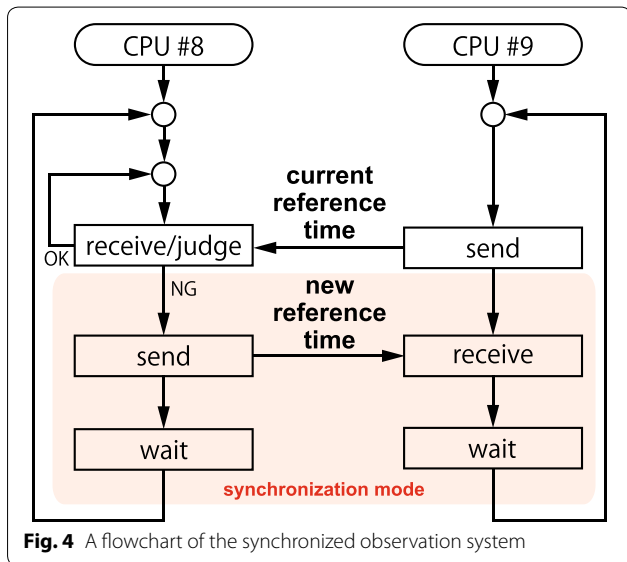 CPU #8
CPU #9
current
reference
time
receive/judge
send
OK
NG
new
reference
time
send
receive
wait
wait
synchronization mode
Fig. 4 A flowchart of the synchronized observation system